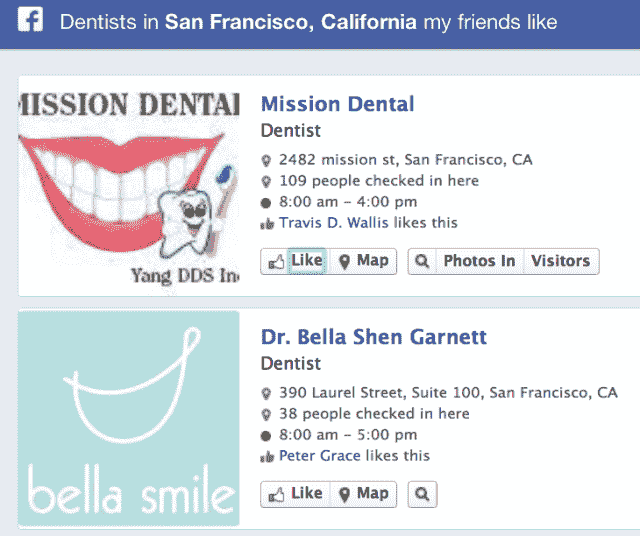 f Dentists in San Francisco, California my friends like
MISSION DENTAL
Yang DDS In
Mission Dental
Dentist
2482 mission st, San Francisco, CA
109 people checked in here
8:00 am - 4:00 pm
Travis D. Wallis likes this
Like Map Photos In Visitors
bella smile
Dr. Bella Shen Garnett
Dentist
390 Laurel Street, Suite 100, San Francisco, CA
38 people checked in here
8:00 am - 5:00 pm
Peter Grace likes this
Like Map